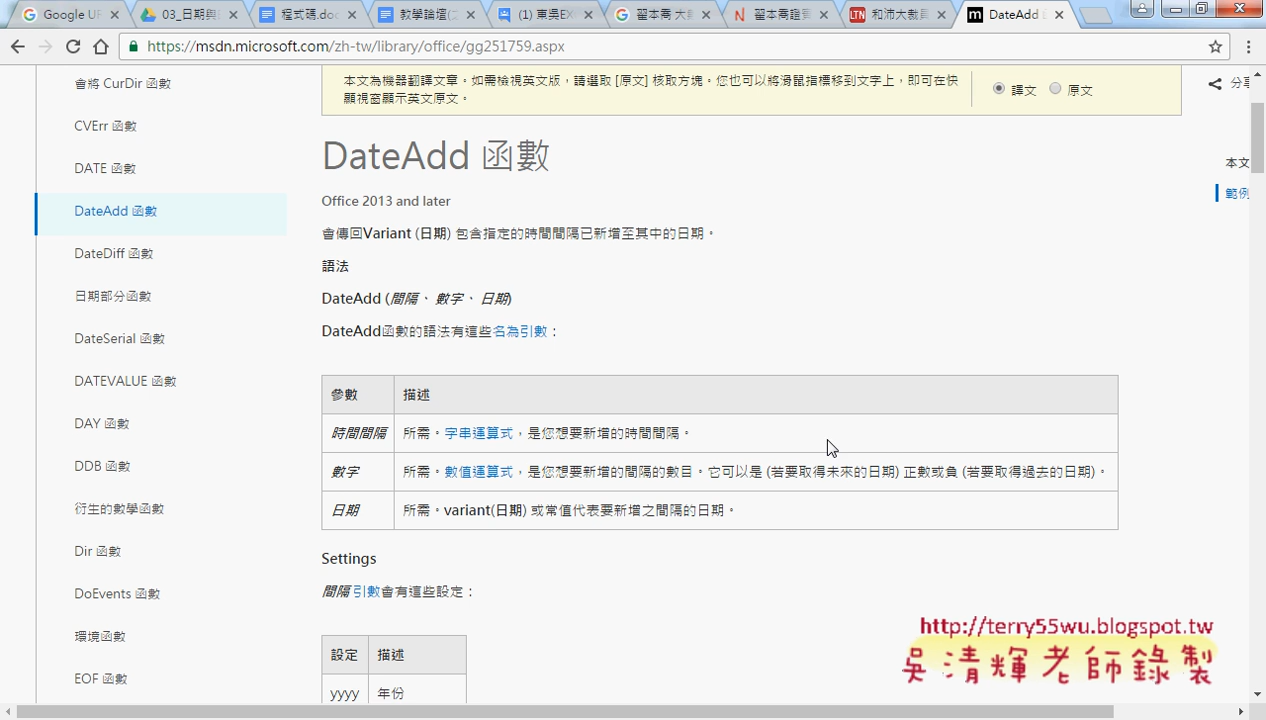 Google UR
03_日期與
程式碼.doc
教學論壇(文
(1) 東吳EXC
翟本喬 大數
翟本喬證實
和沛大裁員
DateAdd 函
https://msdn.microsoft.com/zh-tw/library/office/gg251759.aspx
本文為機器翻譯文章。如需檢視英文版，請選取 [原文] 核取方塊。您也可以將滑鼠指標移到文字上，即可在快
顯視窗顯示英文原文。
譯文 原文
分享
本文
範例
會將 CurDir 函數
CVErr 函數
DATE 函數
DateAdd 函數
DateDiff 函數
日期部分函數
DateSerial 函數
DATEVALUE 函數
DAY 函數
DDB 函數
衍生的數學函數
Dir 函數
DoEvents 函數
環境函數
EOF 函數
DateAdd 函數
Office 2013 and later
會傳回Variant (日期) 包含指定的時間間隔已新增至其中的日期。
語法
DateAdd (間隔、數字、日期)
DateAdd函數的語法有這些名為引數：
參數 描述
時間間隔 所需。字串運算式，是您想要新增的時間間隔。
數字 所需。數值運算式，是您想要新增的間隔的數目。它可以是 (若要取得未來的日期) 正數或負 (若要取得過去的日期)。
日期 所需。variant(日期) 或常值代表要新增之間隔的日期。
Settings
間隔引數會有這些設定：
設定 描述
yyyy 年份
http://terry55wu.blogspot.tw
吳清輝老師錄製